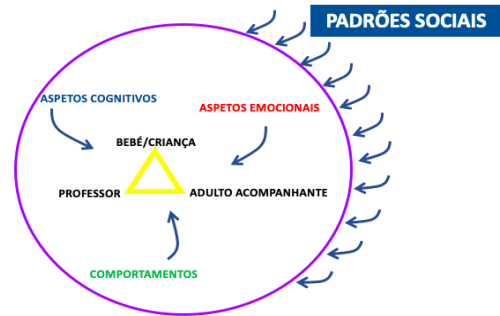 PADRÕES SOCIAIS
ASPETOS COGNITIVOS
ASPETOS EMOCIONAIS
BEBÉ/CRIANÇA
PROFESSOR
ADULTO ACOMPANHANTE
COMPORTAMENTOS